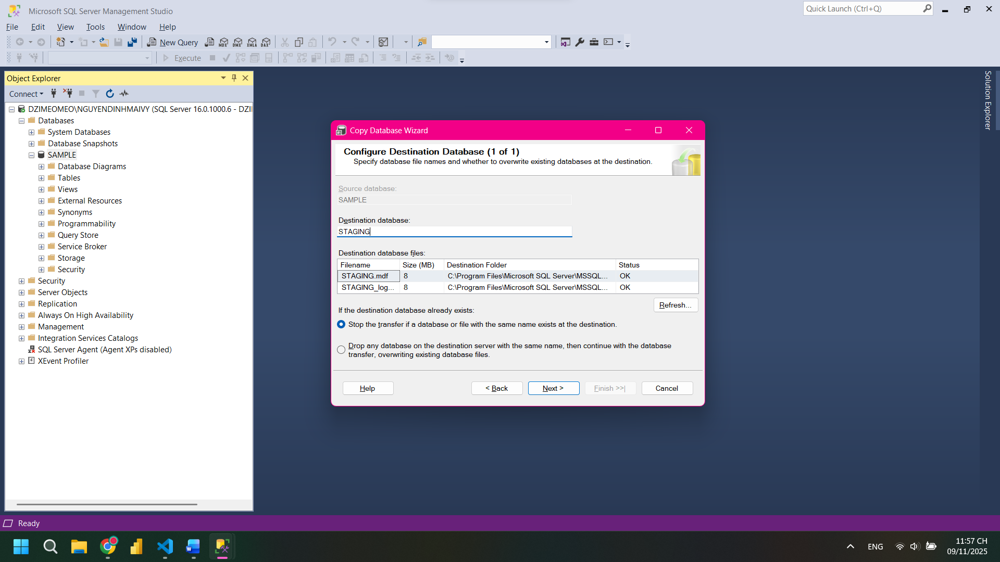 Microsoft SQL Server Management Studio
Quick Launch (Ctrl+Q)
File Edit View Tools Window Help
New Query
MDX DMX XMLA DAX
Execute
Object Explorer
Connect
DZIMEOMEO\NGUYENDINHMAIVY (SQL Server 16.0.1000.6 - DZI
Databases
System Databases
Database Snapshots
SAMPLE
Database Diagrams
Tables
Views
External Resources
Synonyms
Programmability
Query Store
Service Broker
Storage
Security
Security
Server Objects
Replication
Always On High Availability
Management
Integration Services Catalogs
SQL Server Agent (Agent XPs disabled)
XEvent Profiler
Solution Explorer
Copy Database Wizard
Configure Destination Database (1 of 1)
Specify database file names and whether to overwrite existing databases at the destination.
Source database:
SAMPLE
Destination database:
STAGING
Destination database files:
Filename Size (MB) Destination Folder Status
STAGING.mdf 8 C:\Program Files\Microsoft SQL Server\MSSQL... OK
STAGING_log... 8 C:\Program Files\Microsoft SQL Server\MSSQL... OK
Refresh...
If the destination database already exists:
Stop the transfer if a database or file with the same name exists at the destination.
Drop any database on the destination server with the same name, then continue with the database
transfer, overwriting existing database files.
Help < Back Next > Finish >>| Cancel
Ready
ENG
11:57 CH
09/11/2025